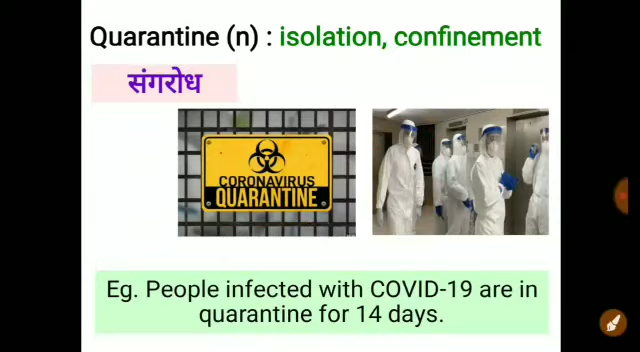 Quarantine (n) : isolation, confinement
संगरोध
CORONAVIRUS
QUARANTINE
Eg. People infected with COVID-19 are in
quarantine for 14 days.